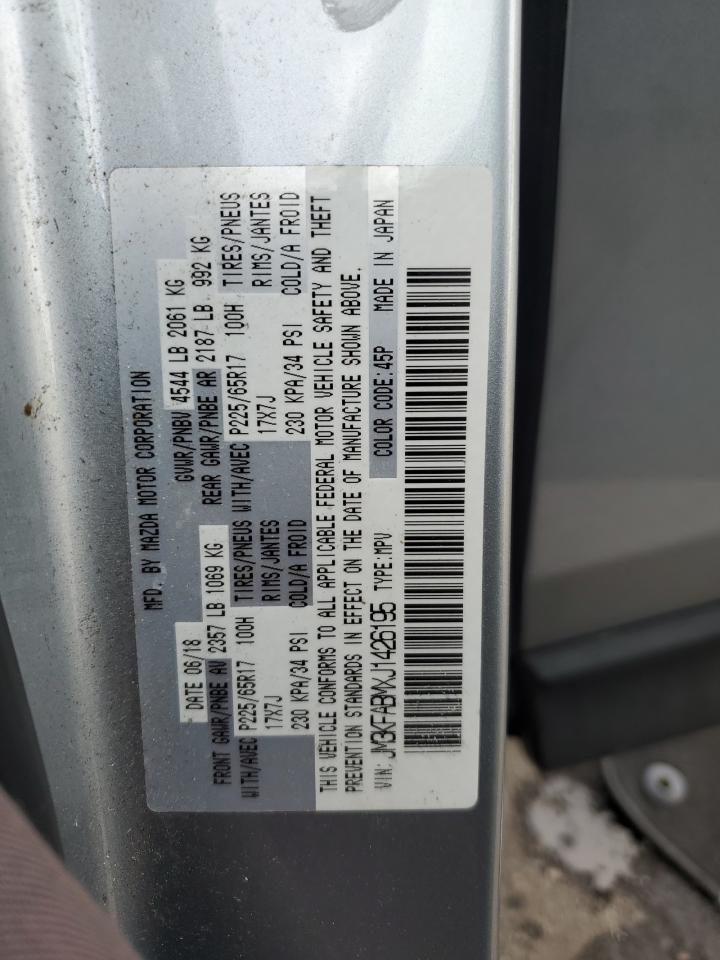 MFD. BY MAZDA MOTOR CORPORATION
DATE 06/18 GVWR/PNBV 4544 LB 2061 KG
FRONT GAWR/PNBE AV 2357 LB 1069 KG REAR GAWR/PNBE AR 2187 LB 992 KG
WITH/AVEC P225/65R17 100H TIRES/PNEUS WITH/AVEC P225/65R17 100H TIRES/PNEUS
17X7J RIMS/JANTES 17X7J RIMS/JANTES
230 KPA/34 PSI COLD/A FROID 230 KPA/34 PSI COLD/A FROID
THIS VEHICLE CONFORMS TO ALL APPLICABLE FEDERAL MOTOR VEHICLE SAFETY AND THEFT
PREVENTION STANDARDS IN EFFECT ON THE DATE OF MANUFACTURE SHOWN ABOVE.
VIN: JM3KFABMXJ1426195 TYPE:MPV COLOR CODE:45P MADE IN JAPAN